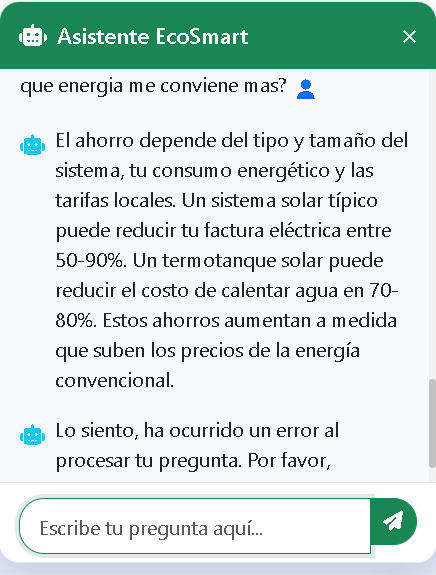 Asistente EcoSmart
que energia me conviene mas?
El ahorro depende del tipo y tamaño del
sistema, tu consumo energético y las
tarifas locales. Un sistema solar típico
puede reducir tu factura eléctrica entre
50-90%. Un termotanque solar puede
reducir el costo de calentar agua en 70-
80%. Estos ahorros aumentan a medida
que suben los precios de la energía
convencional.
Lo siento, ha ocurrido un error al
procesar tu pregunta. Por favor,
Escribe tu pregunta aquí...